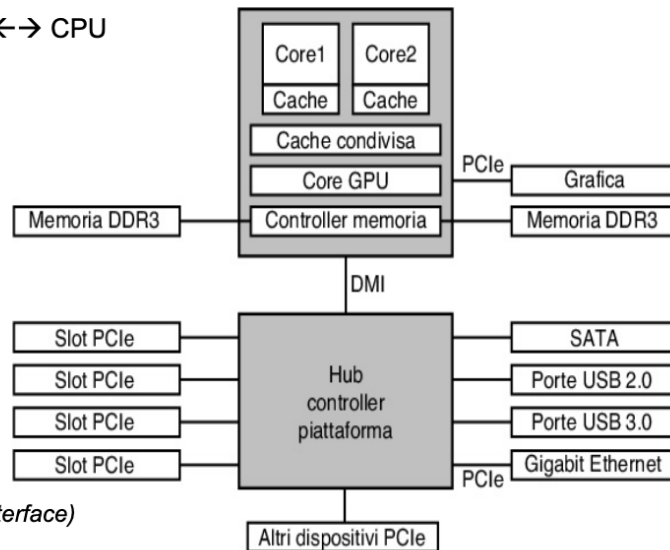 ←→ CPU
Core1 Core2
Cache Cache
Cache condivisa
Core GPU PCIe Grafica
Memoria DDR3 Controller memoria Memoria DDR3
DMI
Slot PCIe SATA
Slot PCIe Hub Porte USB 2.0
controller
Slot PCIe piattaforma Porte USB 3.0
Slot PCIe PCIe Gigabit Ethernet
terface)
Altri dispositivi PCIe